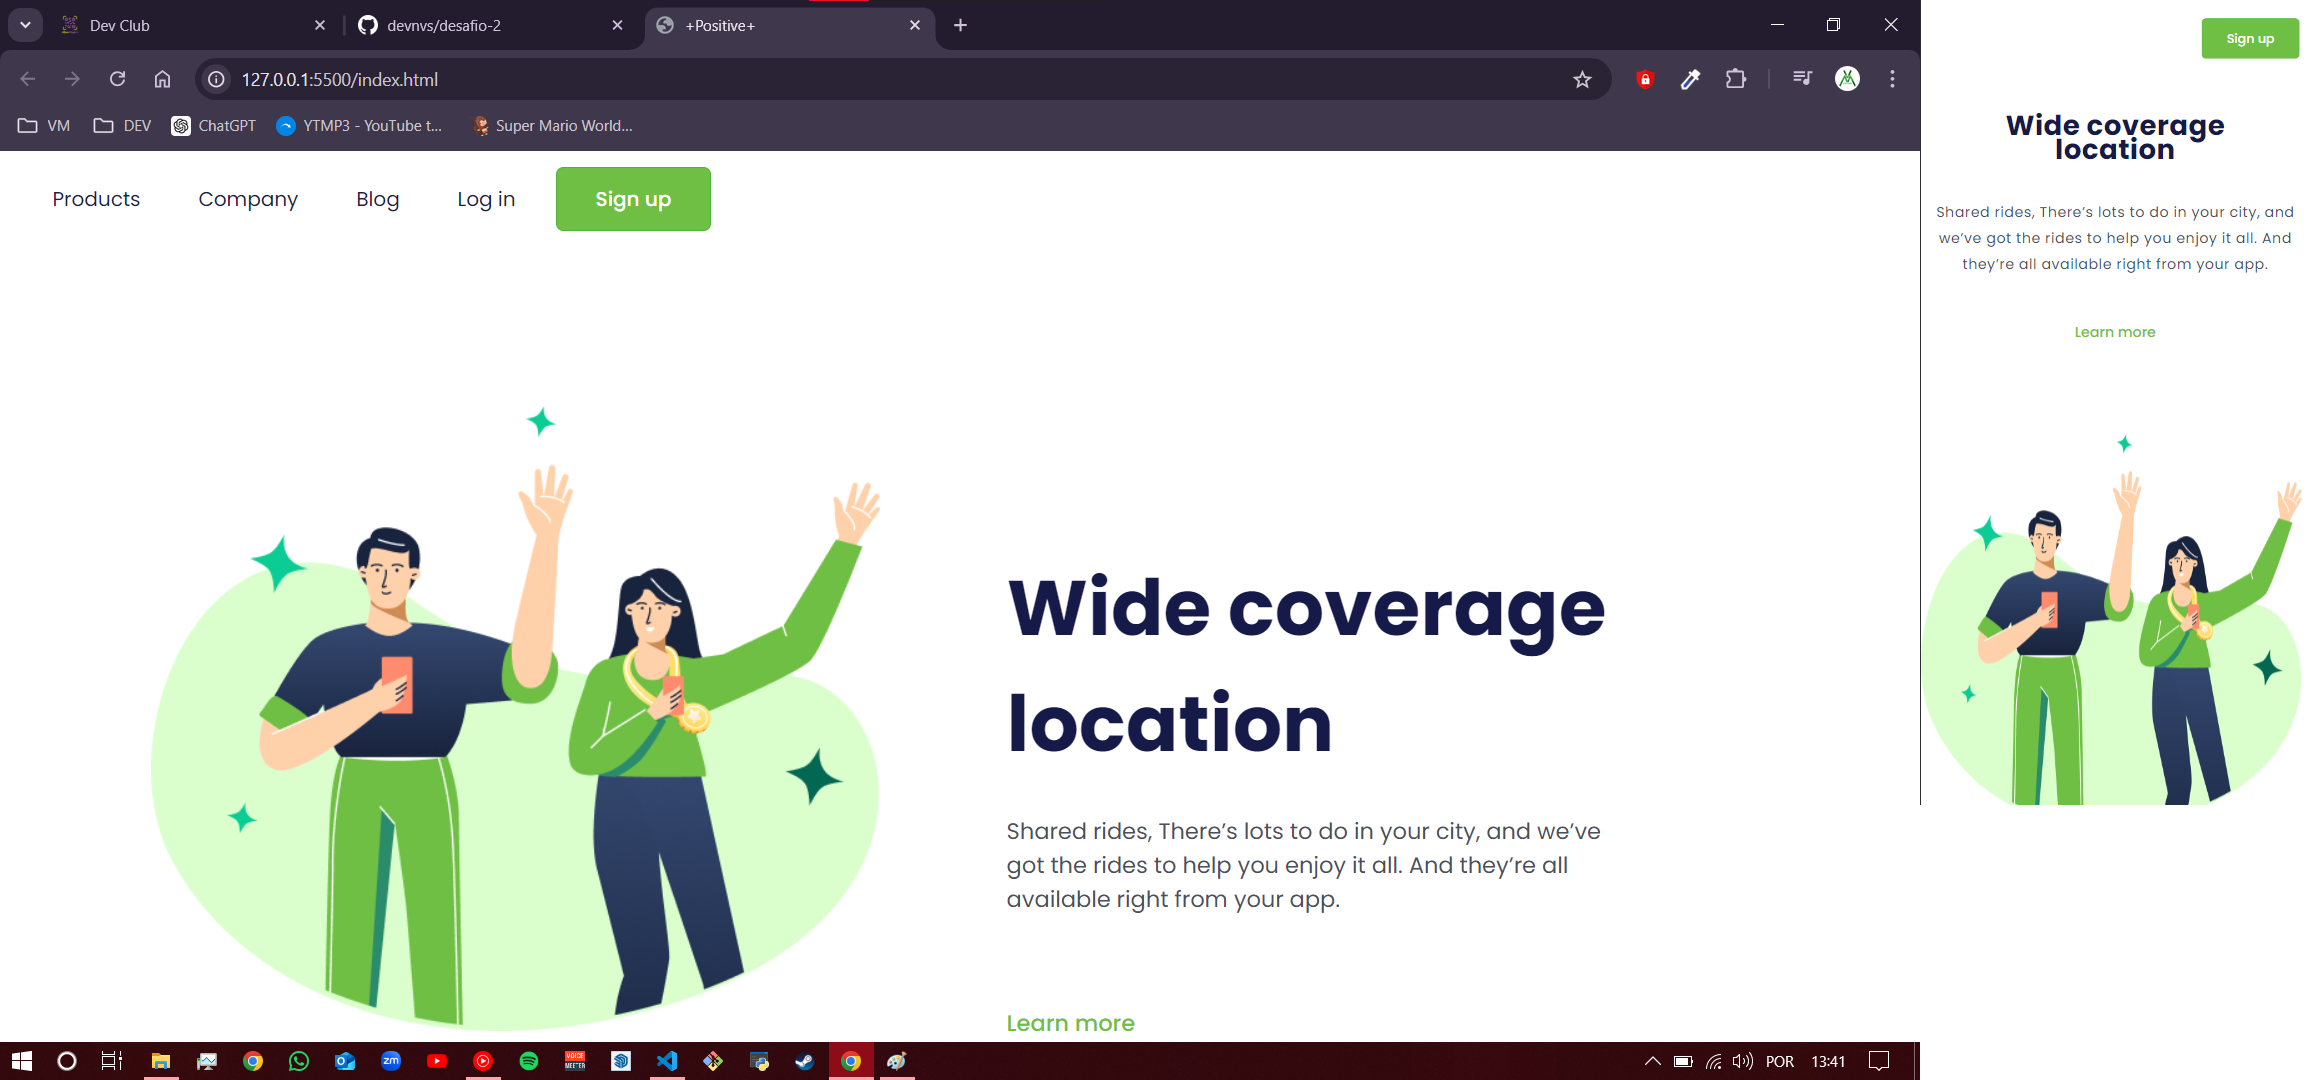 Dev Club
devnvs/desafio-2
+Positive+
127.0.0.1:5500/index.html
VM
DEV
ChatGPT
YTMP3 - YouTube t...
Super Mario World...
Products
Company
Blog
Log in
Sign up
Wide coverage
location
Shared rides, There’s lots to do in your city, and we’ve
got the rides to help you enjoy it all. And they’re all
available right from your app.
Learn more
Sign up
Wide coverage
location
Shared rides, There’s lots to do in your city, and
we’ve got the rides to help you enjoy it all. And
they’re all available right from your app.
Learn more
zm
VOICE
MEETER
POR
13:41